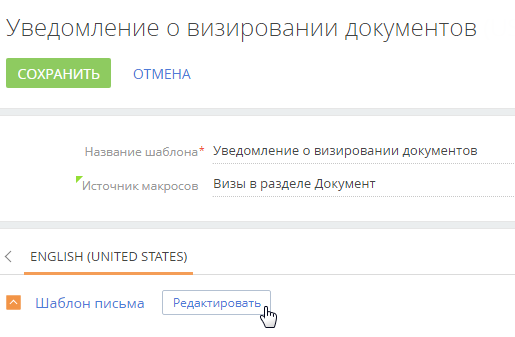 Уведомление о визировании документов
СОХРАНИТЬ ОТМЕНА
Название шаблона* Уведомление о визировании документов
Источник макросов Визы в разделе Документ
ENGLISH (UNITED STATES)
Шаблон письма Редактировать